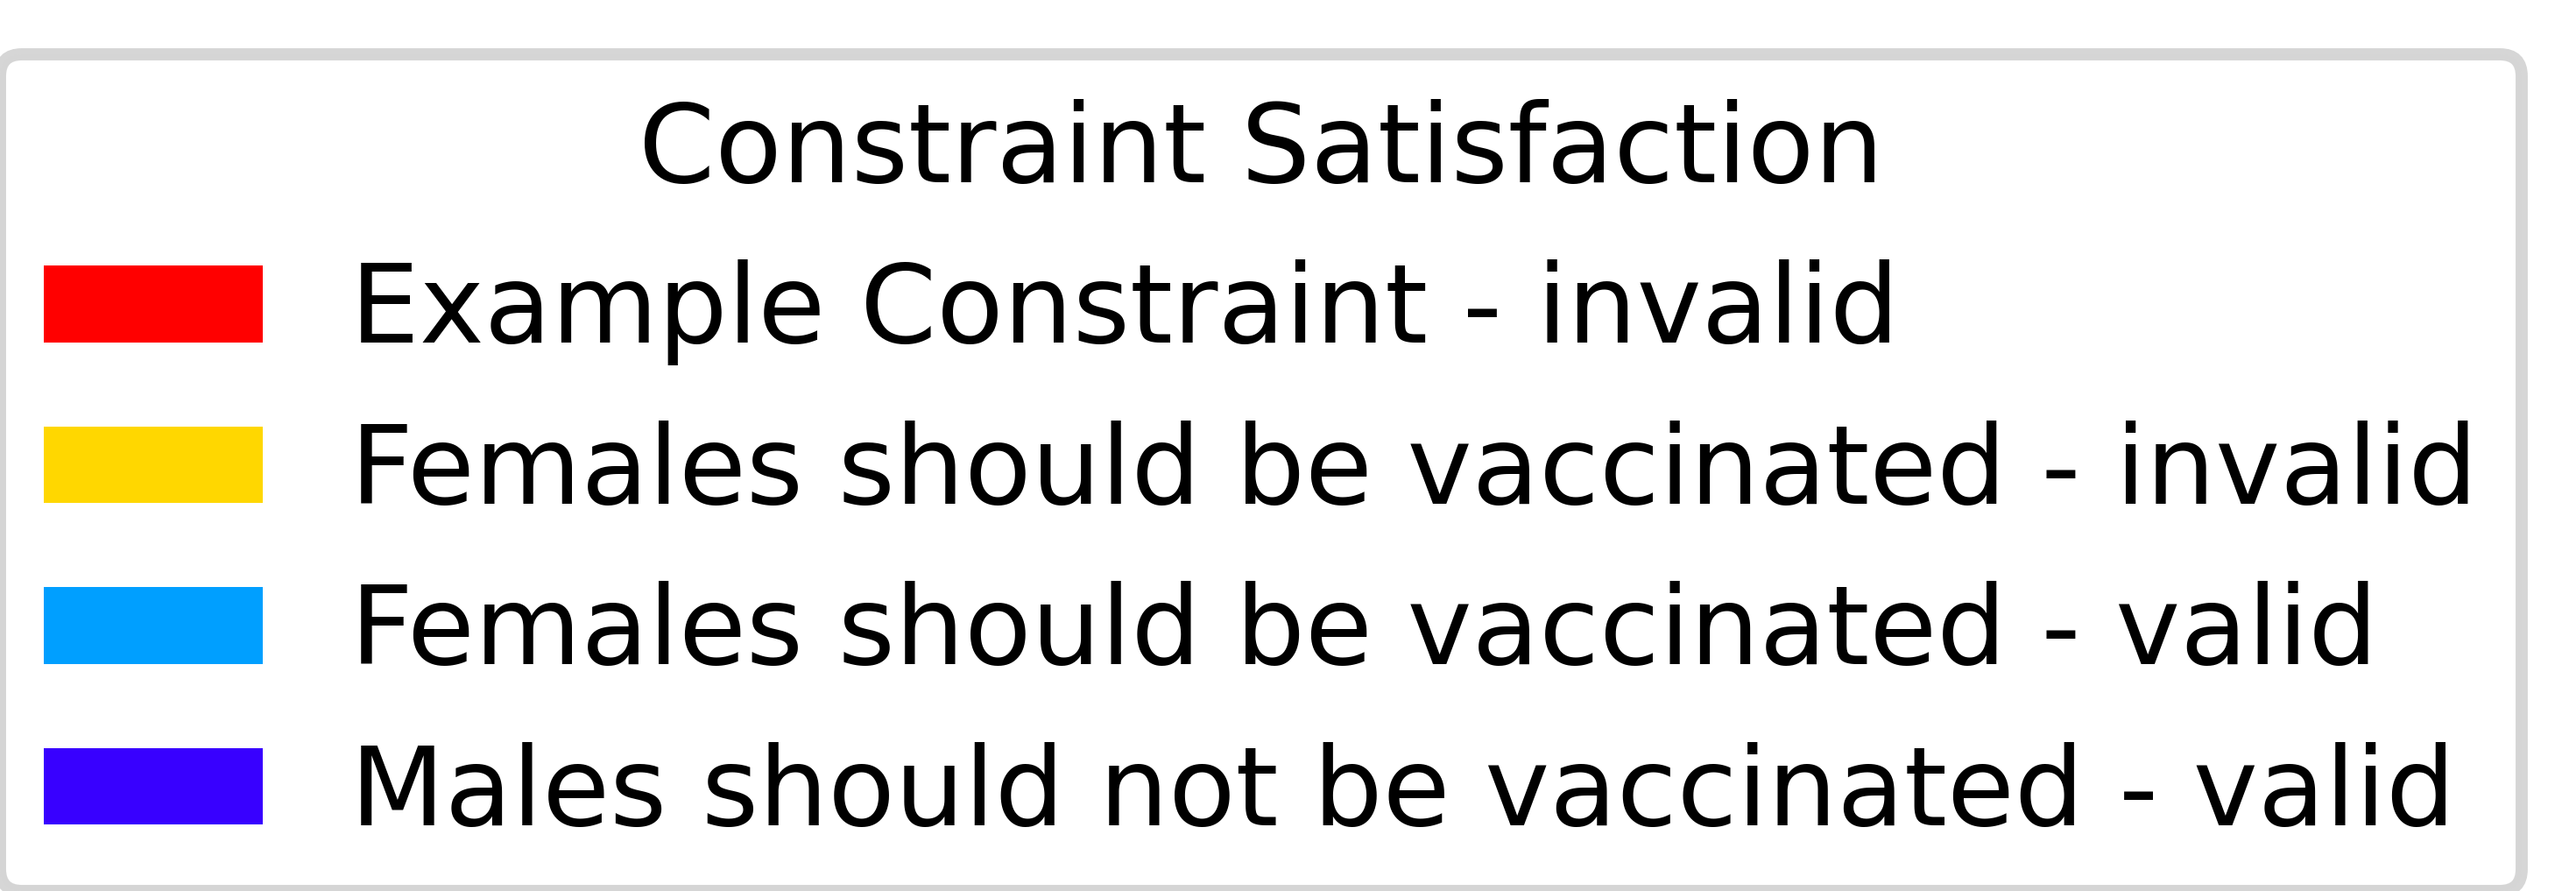 Constraint Satisfaction
Example Constraint - invalid
Females should be vaccinated - invalid
Females should be vaccinated - valid
Males should not be vaccinated - valid